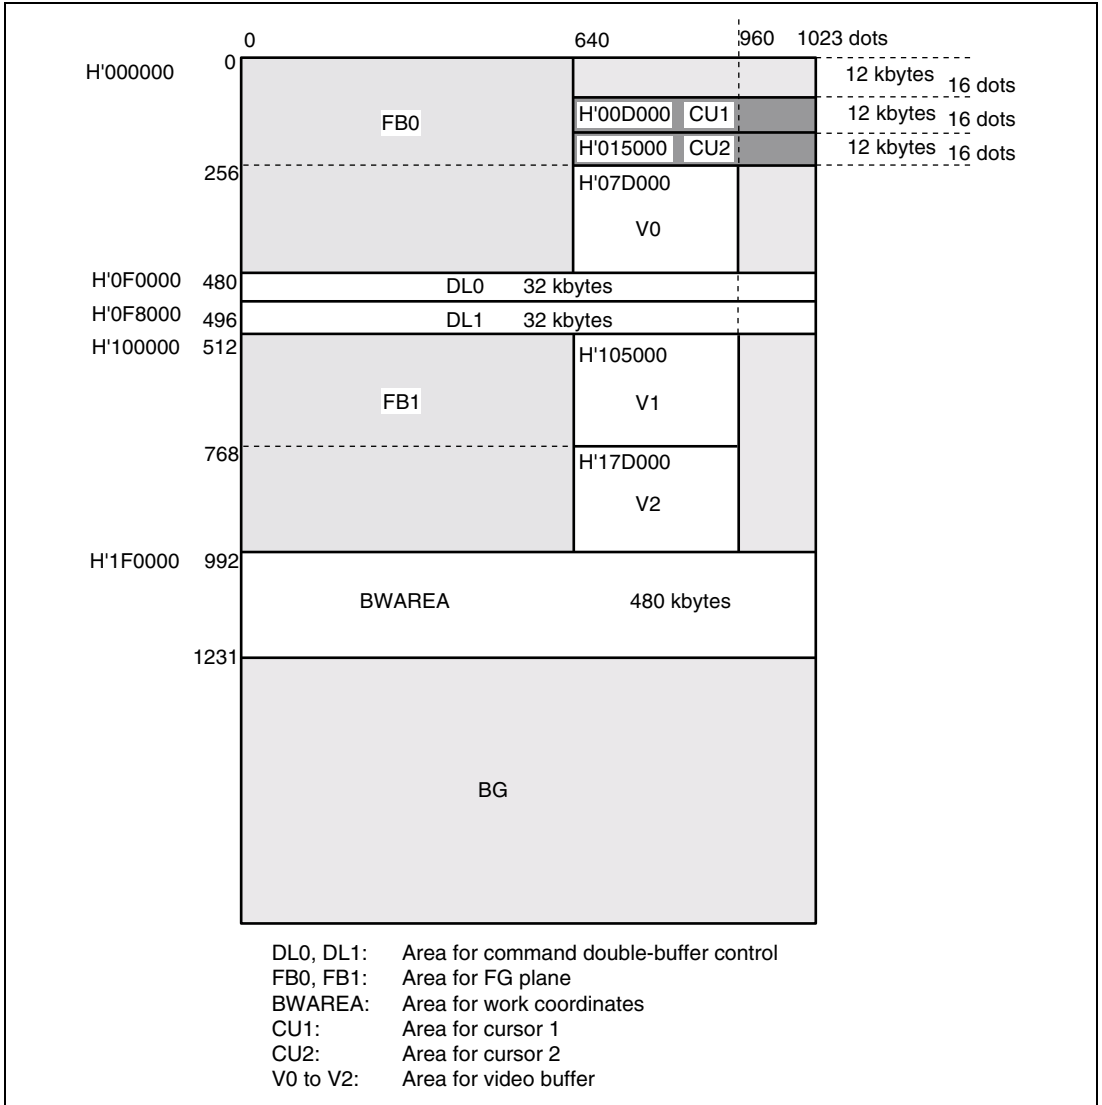 0 640 960 1023 dots
H'000000 0 12 kbytes 16 dots
FB0 H'00D000 CU1 12 kbytes 16 dots
H'015000 CU2 12 kbytes 16 dots
256 H'07D000
V0
H'0F0000 480 DL0 32 kbytes
H'0F8000 496 DL1 32 kbytes
H'100000 512 H'105000
FB1 V1
768 H'17D000
V2
H'1F0000 992
BWAREA 480 kbytes
1231
BG
DL0, DL1: Area for command double-buffer control
FB0, FB1: Area for FG plane
BWAREA: Area for work coordinates
CU1: Area for cursor 1
CU2: Area for cursor 2
V0 to V2: Area for video buffer